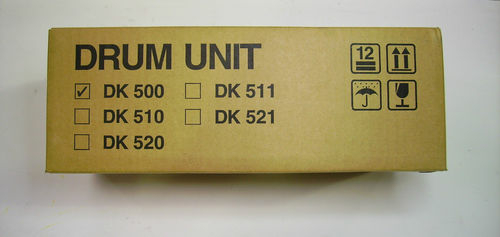 DRUM UNIT
12
☑ DK 500 ☐ DK 511
☐ DK 510 ☐ DK 521
☐ DK 520